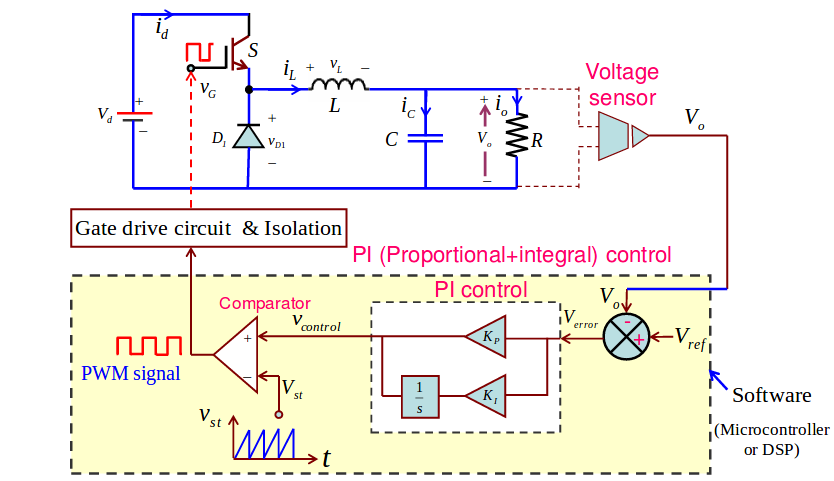 i_d
S
v_G
i_L
+ v_L −
L
Voltage
sensor
V_d
+
−
D_1
+
v_{D1}
−
i_C
C
+
V_o
−
i_o
R
V_o
Gate drive circuit & Isolation
PI (Proportional+integral) control
PI control
Comparator
v_{control}
V_{error}
V_o
-
+
V_{ref}
K_P
K_I
1
s
+
−
V_{st}
PWM signal
v_{st}
t
Software
(Microcontroller
or DSP)